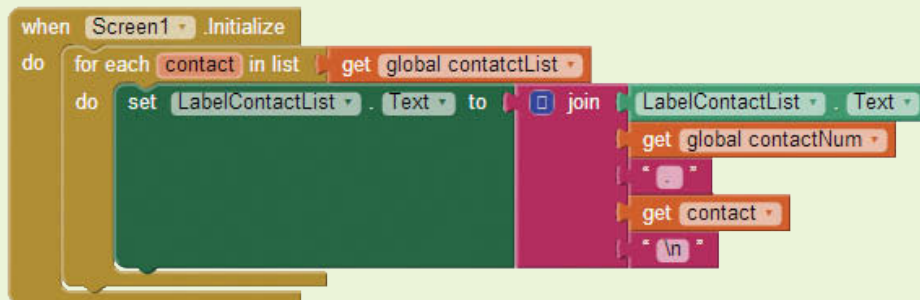 when Screen1 .Initialize
do for each contact in list get global contatctList
do set LabelContactList . Text to join LabelContactList . Text
get global contactNum
" . "
get contact
" \n "